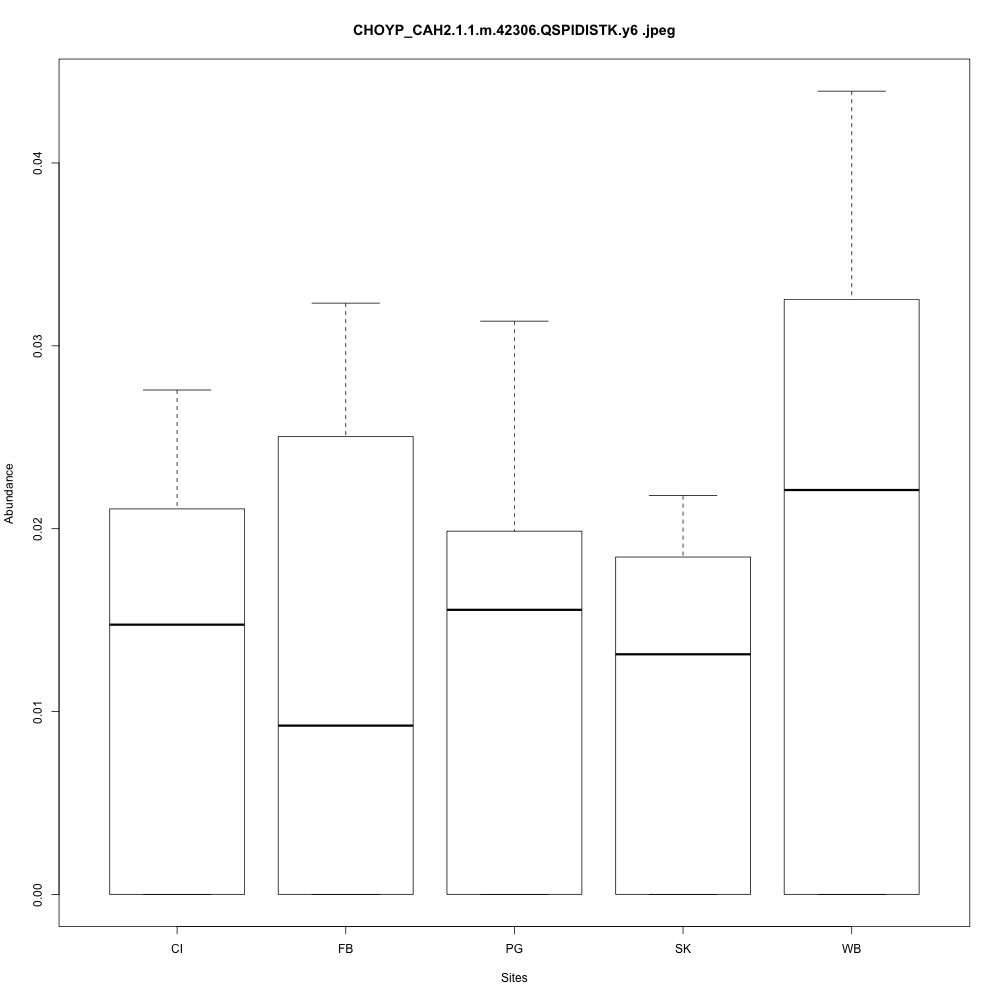 CHOYP_CAH2.1.1.m.42306.QSPIDISTK.y6 .jpeg
0.04
0.03
0.02
0.01
0.00
Abundance
CI FB PG SK WB
Sites